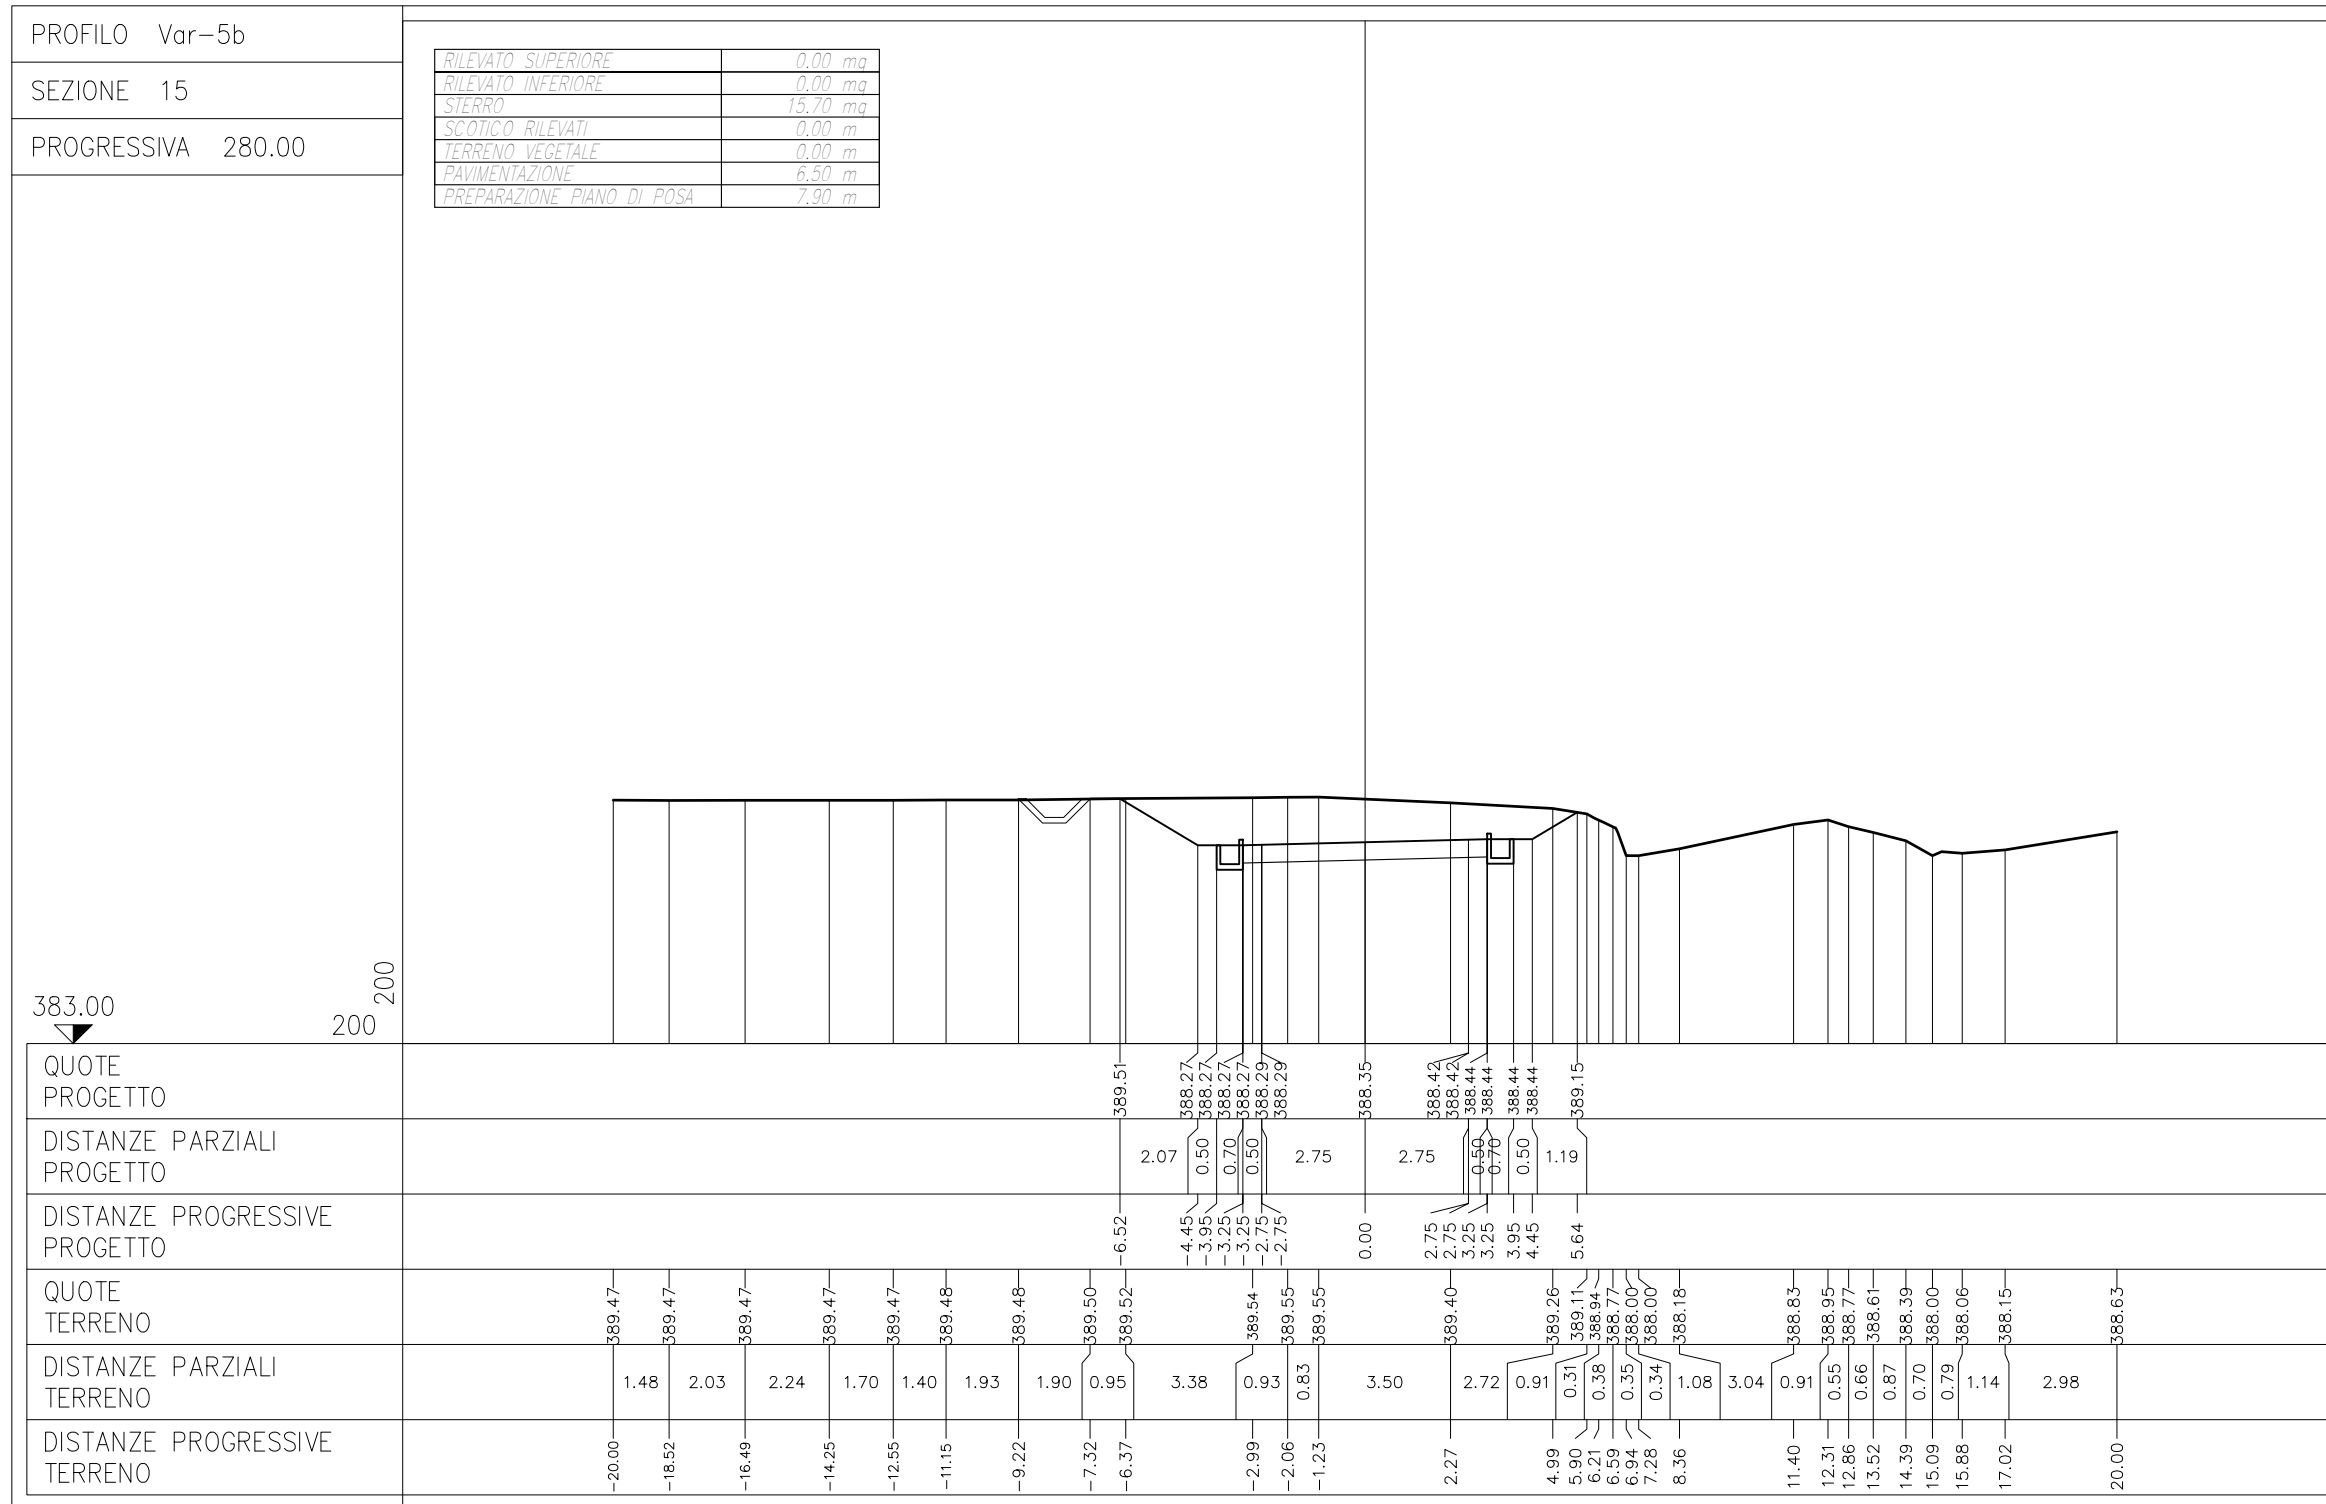 PROFILO Var-5b
SEZIONE 15
PROGRESSIVA 280.00
RILEVATO SUPERIORE 0.00 mq
RILEVATO INFERIORE 0.00 mq
STERRO 15.70 mq
SCOTICO RILEVATI 0.00 m
TERRENO VEGETALE 0.00 m
PAVIMENTAZIONE 6.50 m
PREPARAZIONE PIANO DI POSA 7.90 m
383.00
200
200
QUOTE
PROGETTO
389.51 388.27 388.27 388.27 388.27 388.29 388.29 388.35 388.42 388.42 388.44 388.44 388.44 388.44 389.15
DISTANZE PARZIALI
PROGETTO
2.07 0.50 0.70 0.50 2.75 2.75 0.50 0.70 0.50 1.19
DISTANZE PROGRESSIVE
PROGETTO
-6.52 -4.45 -3.95 -3.25 -3.25 -2.75 -2.75 0.00 2.75 2.75 3.25 3.25 3.95 4.45 5.64
QUOTE
TERRENO
389.47 389.47 389.47 389.47 389.47 389.48 389.48 389.50 389.52 389.54 389.55 389.55 389.40 389.26 389.11 388.94 388.77 388.00 388.00 388.18 388.83 388.95 388.77 388.61 388.39 388.00 388.06 388.15 388.63
DISTANZE PARZIALI
TERRENO
1.48 2.03 2.24 1.70 1.40 1.93 1.90 0.95 3.38 0.93 0.83 3.50 2.72 0.91 0.31 0.38 0.35 0.34 1.08 3.04 0.91 0.55 0.66 0.87 0.70 0.79 1.14 2.98
DISTANZE PROGRESSIVE
TERRENO
-20.00 -18.52 -16.49 -14.25 -12.55 -11.15 -9.22 -7.32 -6.37 -2.99 -2.06 -1.23 2.27 4.99 5.90 6.21 6.59 6.94 7.28 8.36 11.40 12.31 12.86 13.52 14.39 15.09 15.88 17.02 20.00